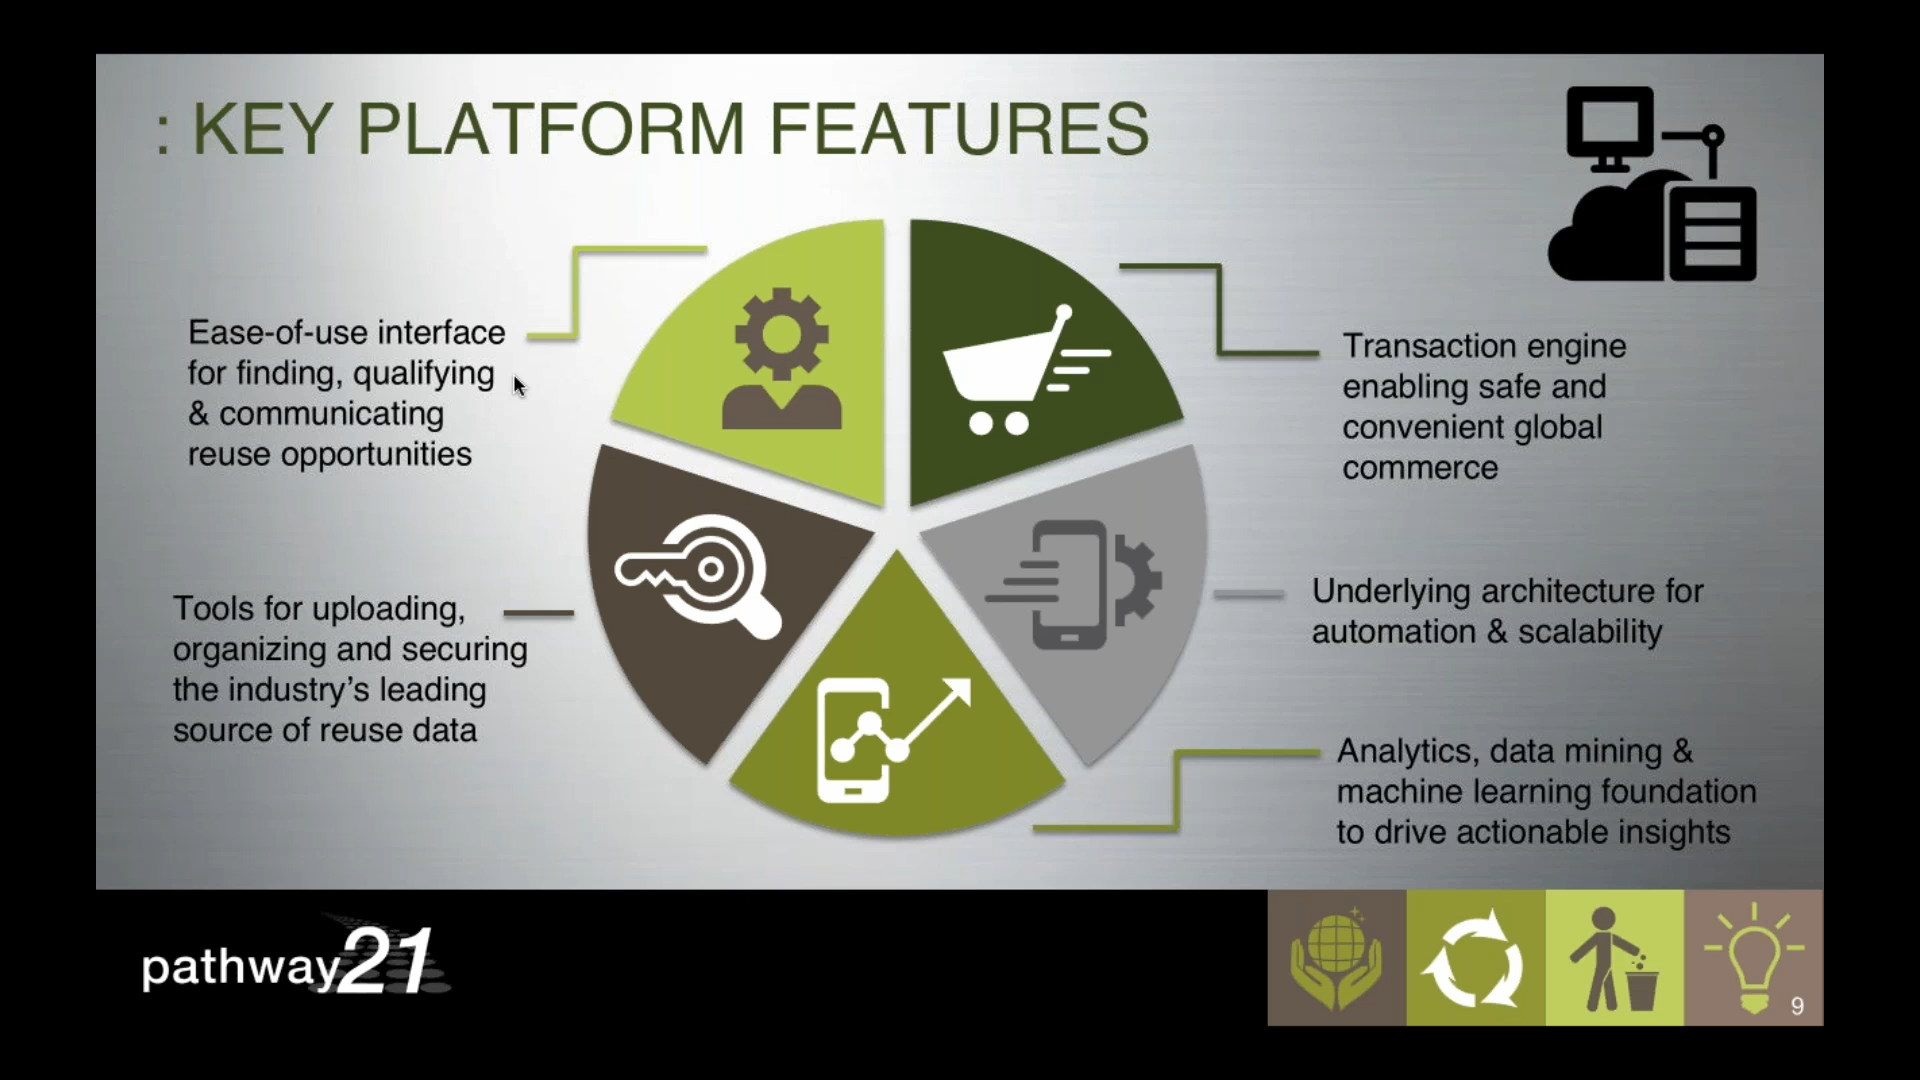 : KEY PLATFORM FEATURES
Ease-of-use interface
for finding, qualifying
& communicating
reuse opportunities
Transaction engine
enabling safe and
convenient global
commerce
Tools for uploading,
organizing and securing
the industry’s leading
source of reuse data
Underlying architecture for
automation & scalability
Analytics, data mining &
machine learning foundation
to drive actionable insights
pathway21
9